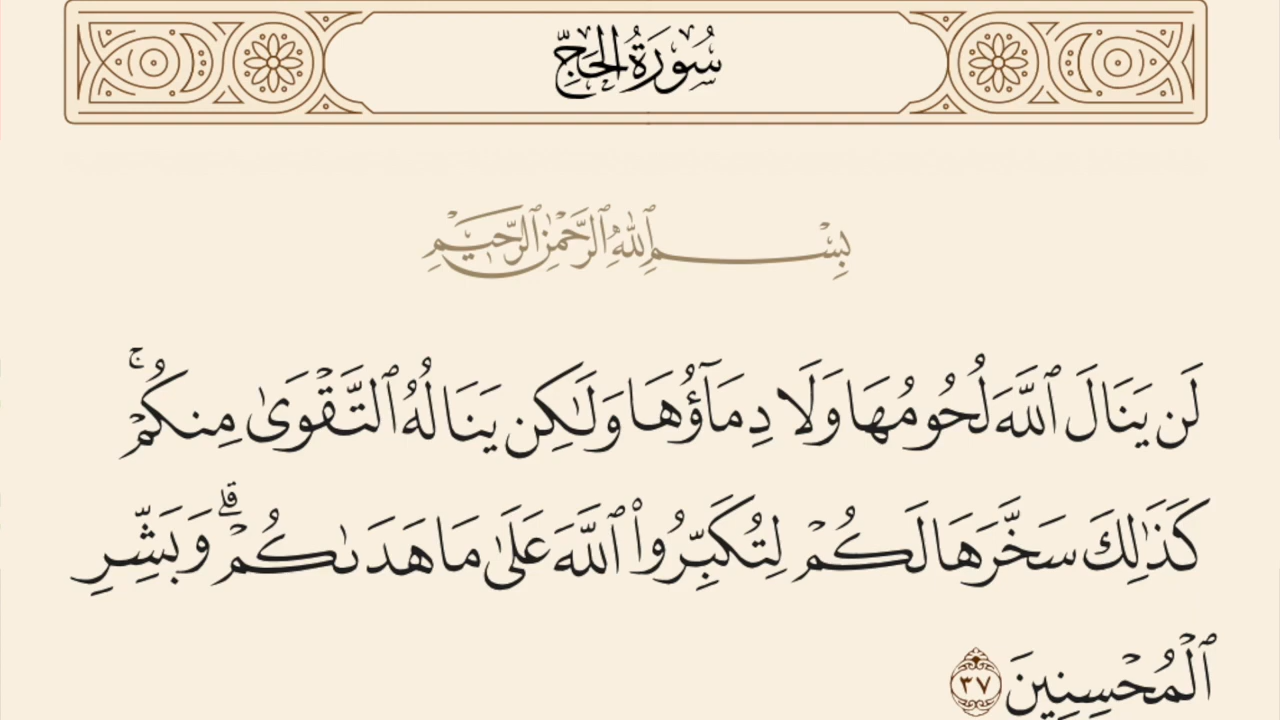 سُورَةُ الحَجِّ
بِسْمِ ٱللَّهِ ٱلرَّحْمَٰنِ ٱلرَّحِيمِ
لَن يَنَالَ ٱللَّهَ لُحُومُهَا وَلَا دِمَآؤُهَا وَلَٰكِن يَنَالُهُ ٱلتَّقْوَىٰ مِنكُمْ ۚ
كَذَٰلِكَ سَخَّرَهَا لَكُمْ لِتُكَبِّرُوا۟ ٱللَّهَ عَلَىٰ مَا هَدَىٰكُمْ ۗ وَبَشِّرِ
ٱلْمُحْسِنِينَ ٣٧